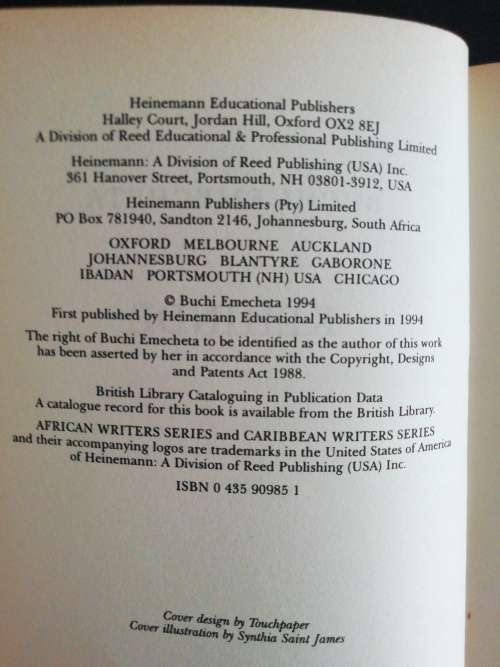 Heinemann Educational Publishers
Halley Court, Jordan Hill, Oxford OX2 8EJ
A Division of Reed Educational & Professional Publishing Limited
Heinemann: A Division of Reed Publishing (USA) Inc.
361 Hanover Street, Portsmouth, NH 03801-3912, USA
Heinemann Publishers (Pty) Limited
PO Box 781940, Sandton 2146, Johannesburg, South Africa
OXFORD MELBOURNE AUCKLAND
JOHANNESBURG BLANTYRE GABORONE
IBADAN PORTSMOUTH (NH) USA CHICAGO
© Buchi Emecheta 1994
First published by Heinemann Educational Publishers in 1994
The right of Buchi Emecheta to be identified as the author of this work
has been asserted by her in accordance with the Copyright, Designs
and Patents Act 1988.
British Library Cataloguing in Publication Data
A catalogue record for this book is available from the British Library.
AFRICAN WRITERS SERIES and CARIBBEAN WRITERS SERIES
and their accompanying logos are trademarks in the United States of America
of Heinemann: A Division of Reed Publishing (USA) Inc.
ISBN 0 435 90985 1
Cover design by Touchpaper
Cover illustration by Synthia Saint James